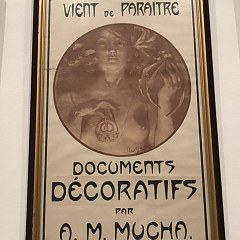 VIENT DE PARAITRE
DOCUMENTS
DÉCORATIFS
PAR
A. M. MUCHA.